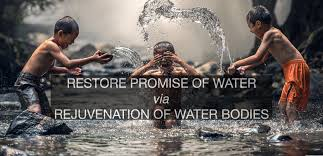 RESTORE PROMISE OF WATER
via
REJUVENATION OF WATER BODIES